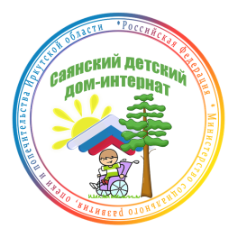 * Российская Федерация * Министерство социального развития, опеки и попечительства Иркутской области
Саянский детский
дом-интернат